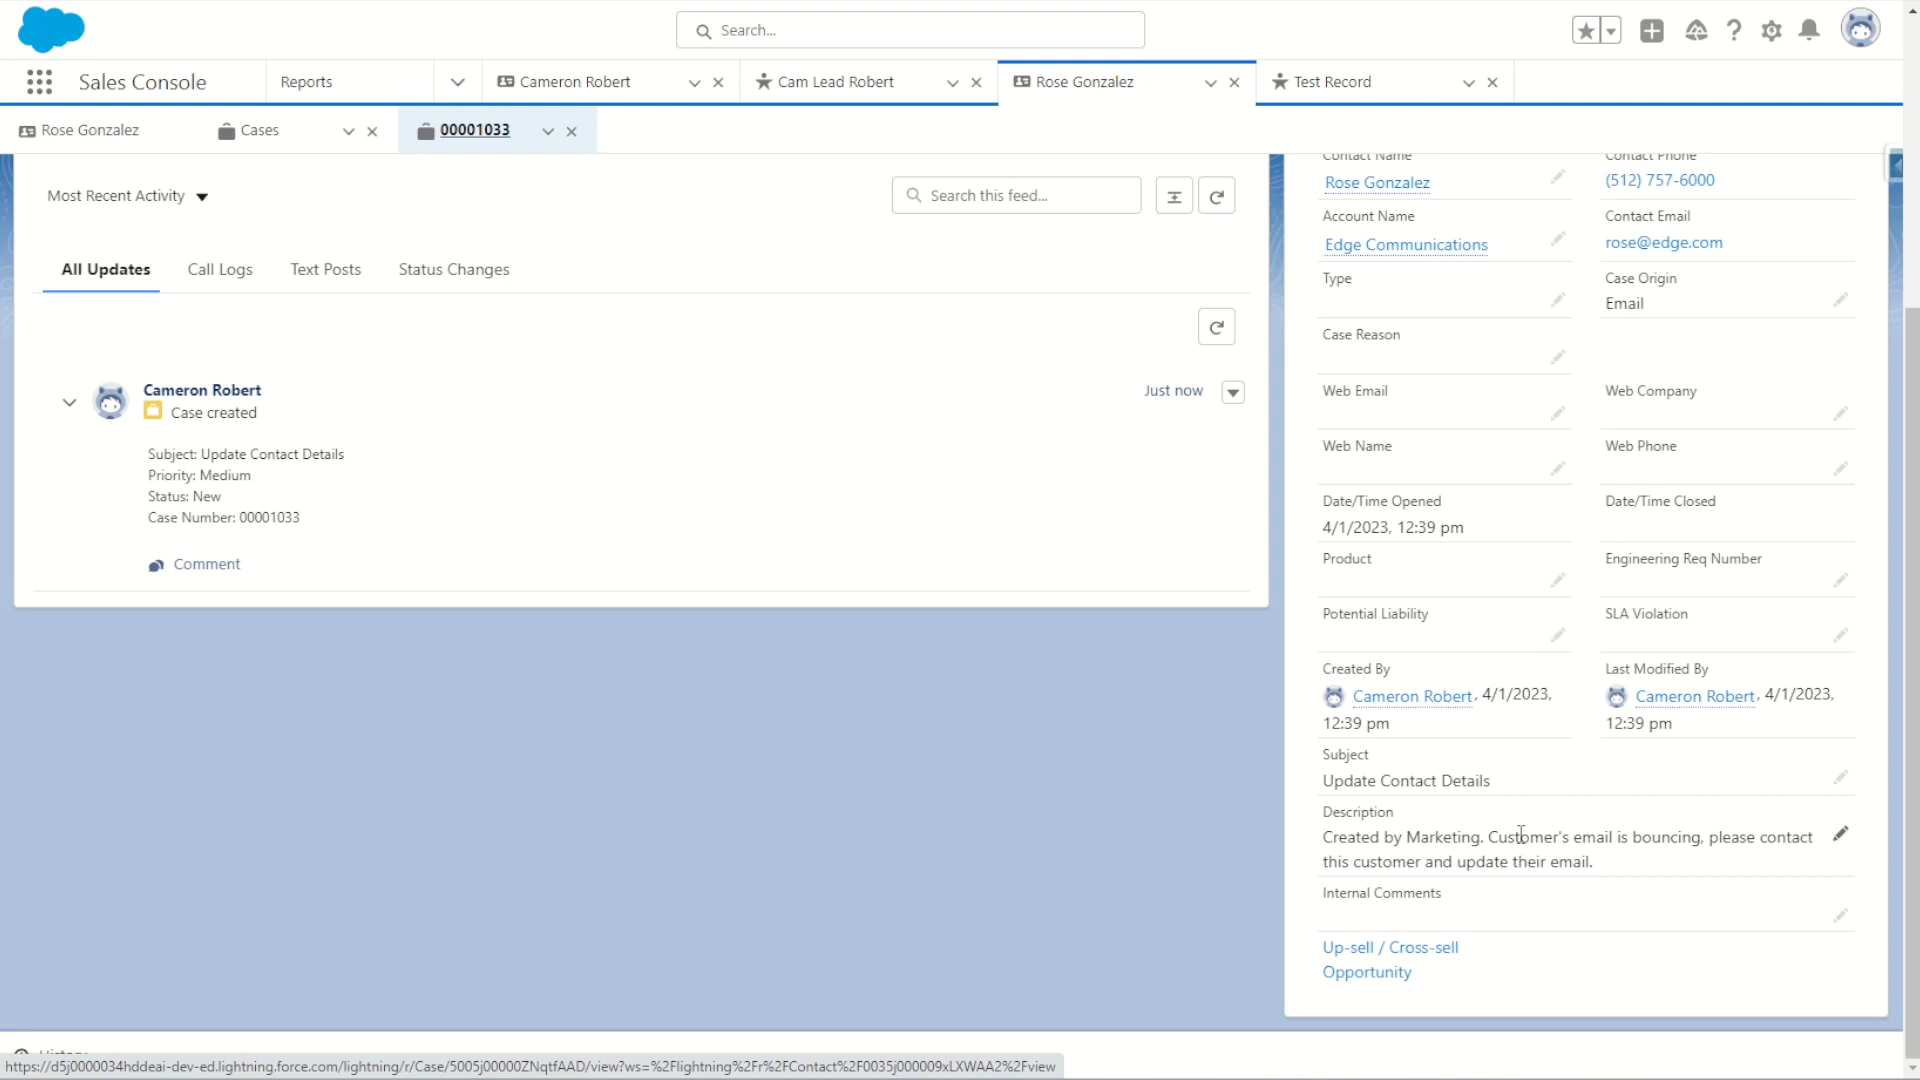 Search...
Sales Console
Reports
Cameron Robert
Cam Lead Robert
Rose Gonzalez
Test Record
Rose Gonzalez
Cases
00001033
Most Recent Activity
Search this feed...
All Updates
Call Logs
Text Posts
Status Changes
Cameron Robert
Case created
Just now
Subject: Update Contact Details
Priority: Medium
Status: New
Case Number: 00001033
Comment
Contact Name
Rose Gonzalez
Contact Phone
(512) 757-6000
Account Name
Edge Communications
Contact Email
rose@edge.com
Type
Case Origin
Email
Case Reason
Web Email
Web Company
Web Name
Web Phone
Date/Time Opened
4/1/2023, 12:39 pm
Date/Time Closed
Product
Engineering Req Number
Potential Liability
SLA Violation
Created By
Cameron Robert, 4/1/2023,
12:39 pm
Last Modified By
Cameron Robert, 4/1/2023,
12:39 pm
Subject
Update Contact Details
Description
Created by Marketing. Customer's email is bouncing, please contact
this customer and update their email.
Internal Comments
Up-sell / Cross-sell
Opportunity
History
https://d5j0000034hddeai-dev-ed.lightning.force.com/lightning/r/Case/5005j00000ZNqtfAAD/view?ws=%2Flightning%2Fr%2FContact%2F0035j000009xLXWAA2%2Fview